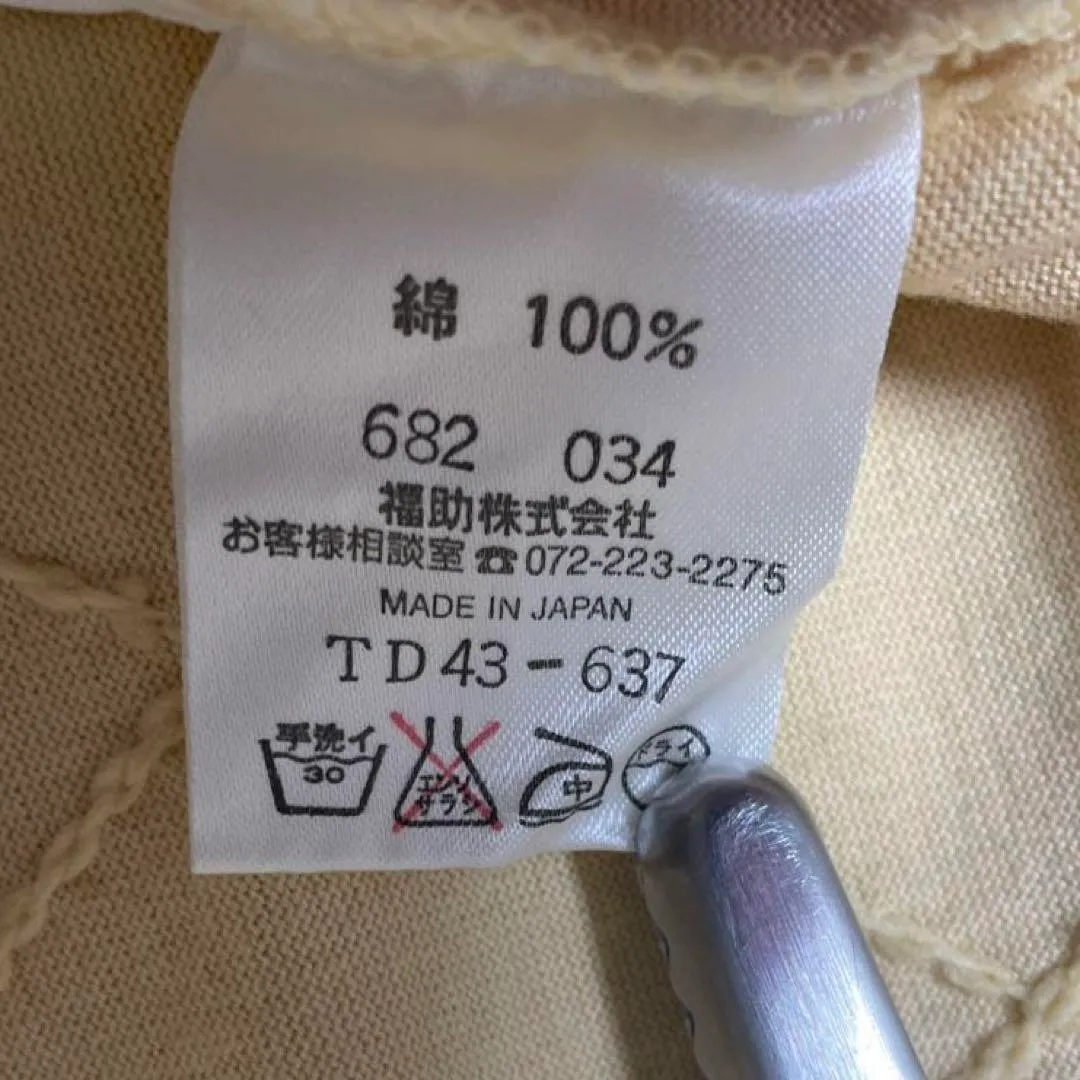 綿 100%
682 034
福助株式会社
お客様相談室☎072-223-2275
MADE IN JAPAN
TD43-637
手洗イ
30
エンソ
サラシ
中
ドライ